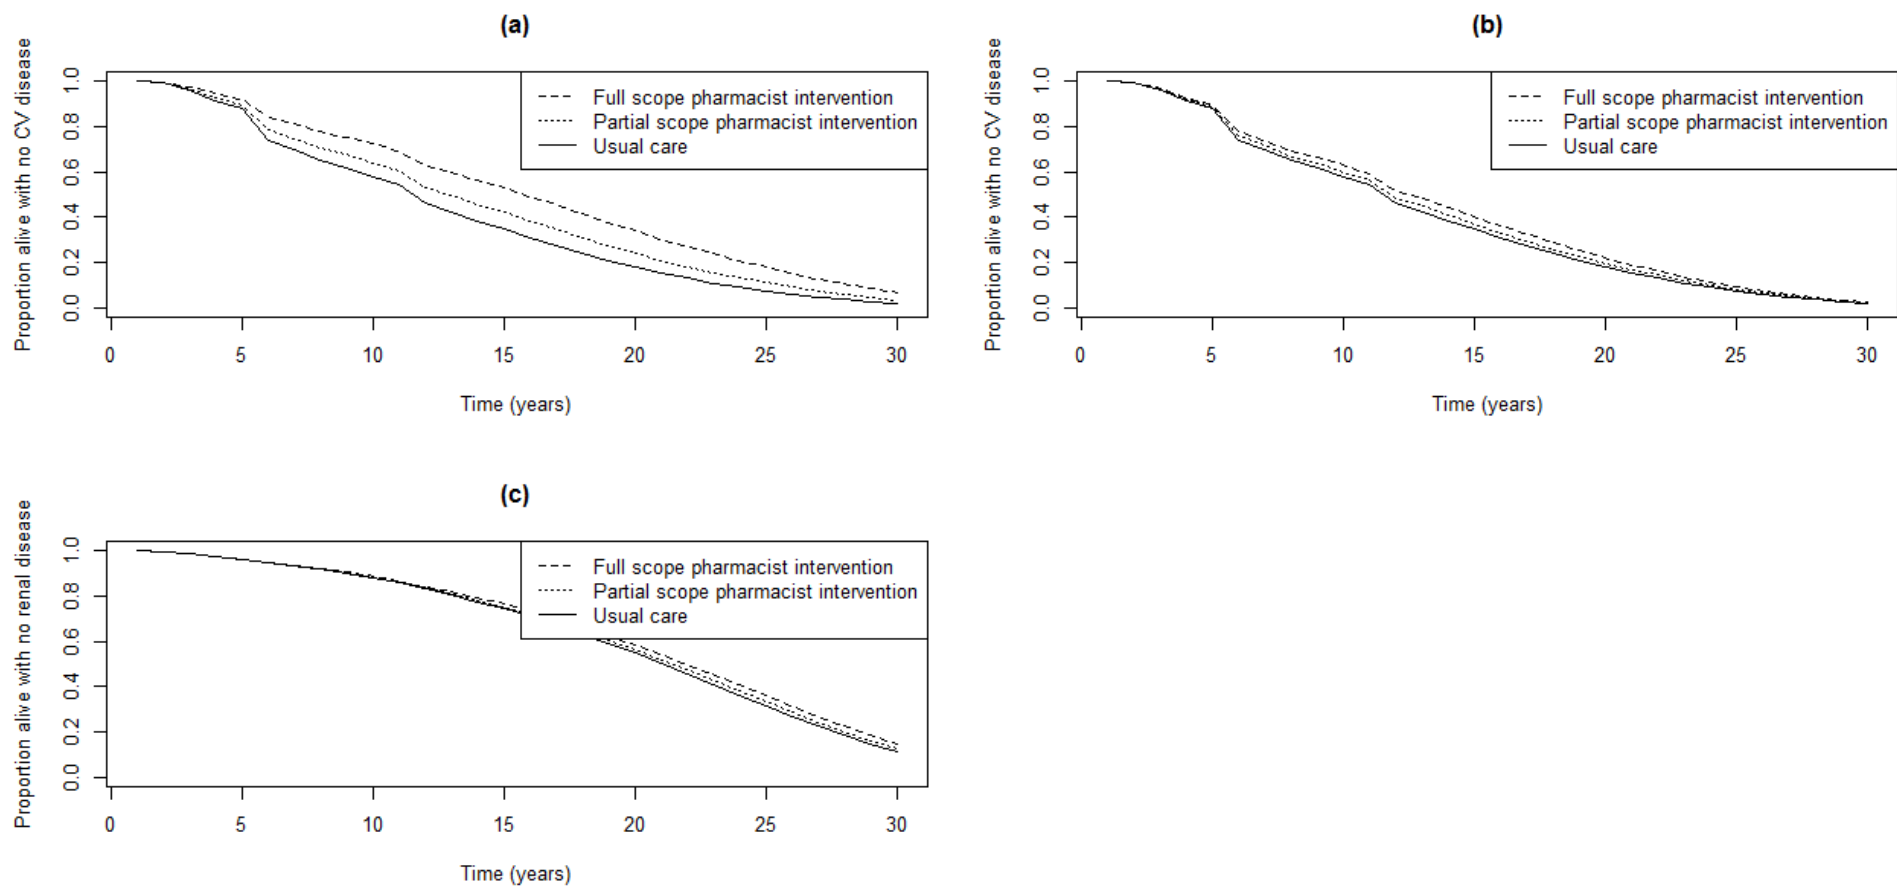 (a)
Proportion alive with no CV disease
1.0
0.8
0.6
0.4
0.2
0.0
Full scope pharmacist intervention
Partial scope pharmacist intervention
Usual care
0 5 10 15 20 25 30
Time (years)
(b)
Proportion alive with no CV disease
1.0
0.8
0.6
0.4
0.2
0.0
Full scope pharmacist intervention
Partial scope pharmacist intervention
Usual care
0 5 10 15 20 25 30
Time (years)
(c)
Proportion alive with no renal disease
1.0
0.8
0.6
0.4
0.2
0.0
Full scope pharmacist intervention
Partial scope pharmacist intervention
Usual care
0 5 10 15 20 25 30
Time (years)